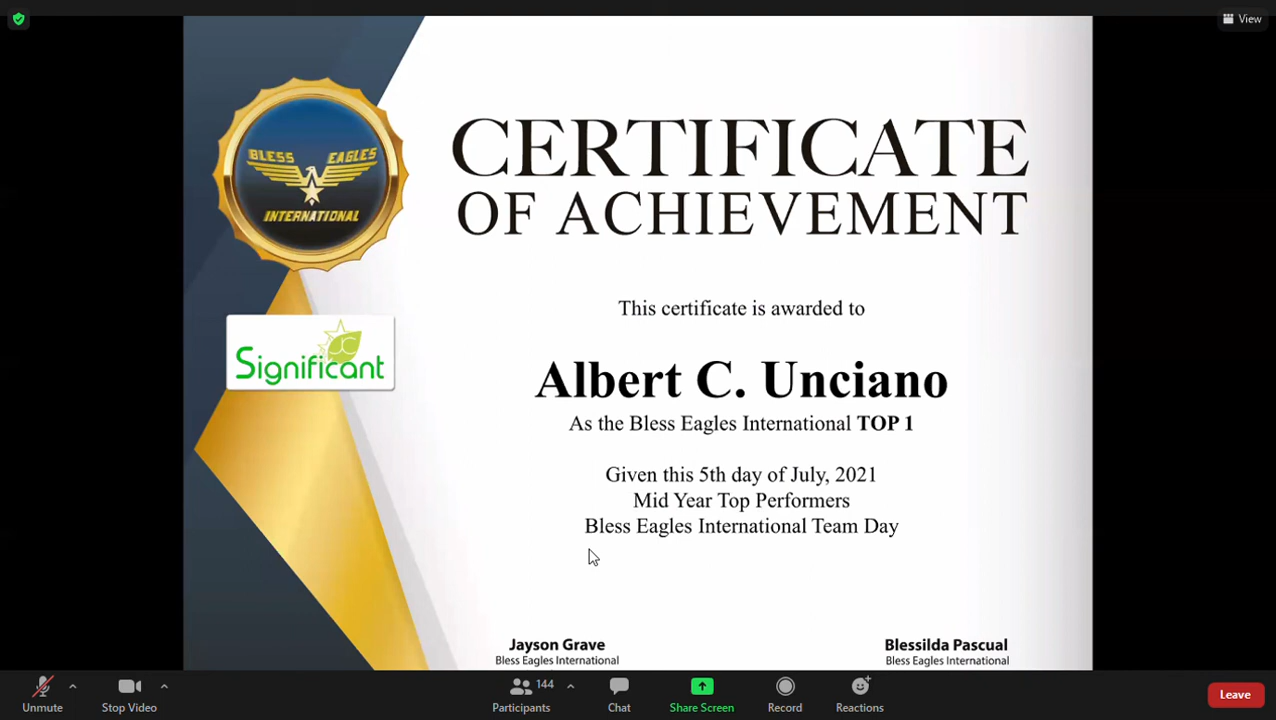 View
BLESS EAGLES
INTERNATIONAL
CERTIFICATE
OF ACHIEVEMENT
This certificate is awarded to
JC
Significant
Albert C. Unciano
As the Bless Eagles International TOP 1
Given this 5th day of July, 2021
Mid Year Top Performers
Bless Eagles International Team Day
Jayson Grave
Bless Eagles International
Blessilda Pascual
Bless Eagles International
Unmute
Stop Video
144
Participants
Chat
Share Screen
Record
Reactions
Leave